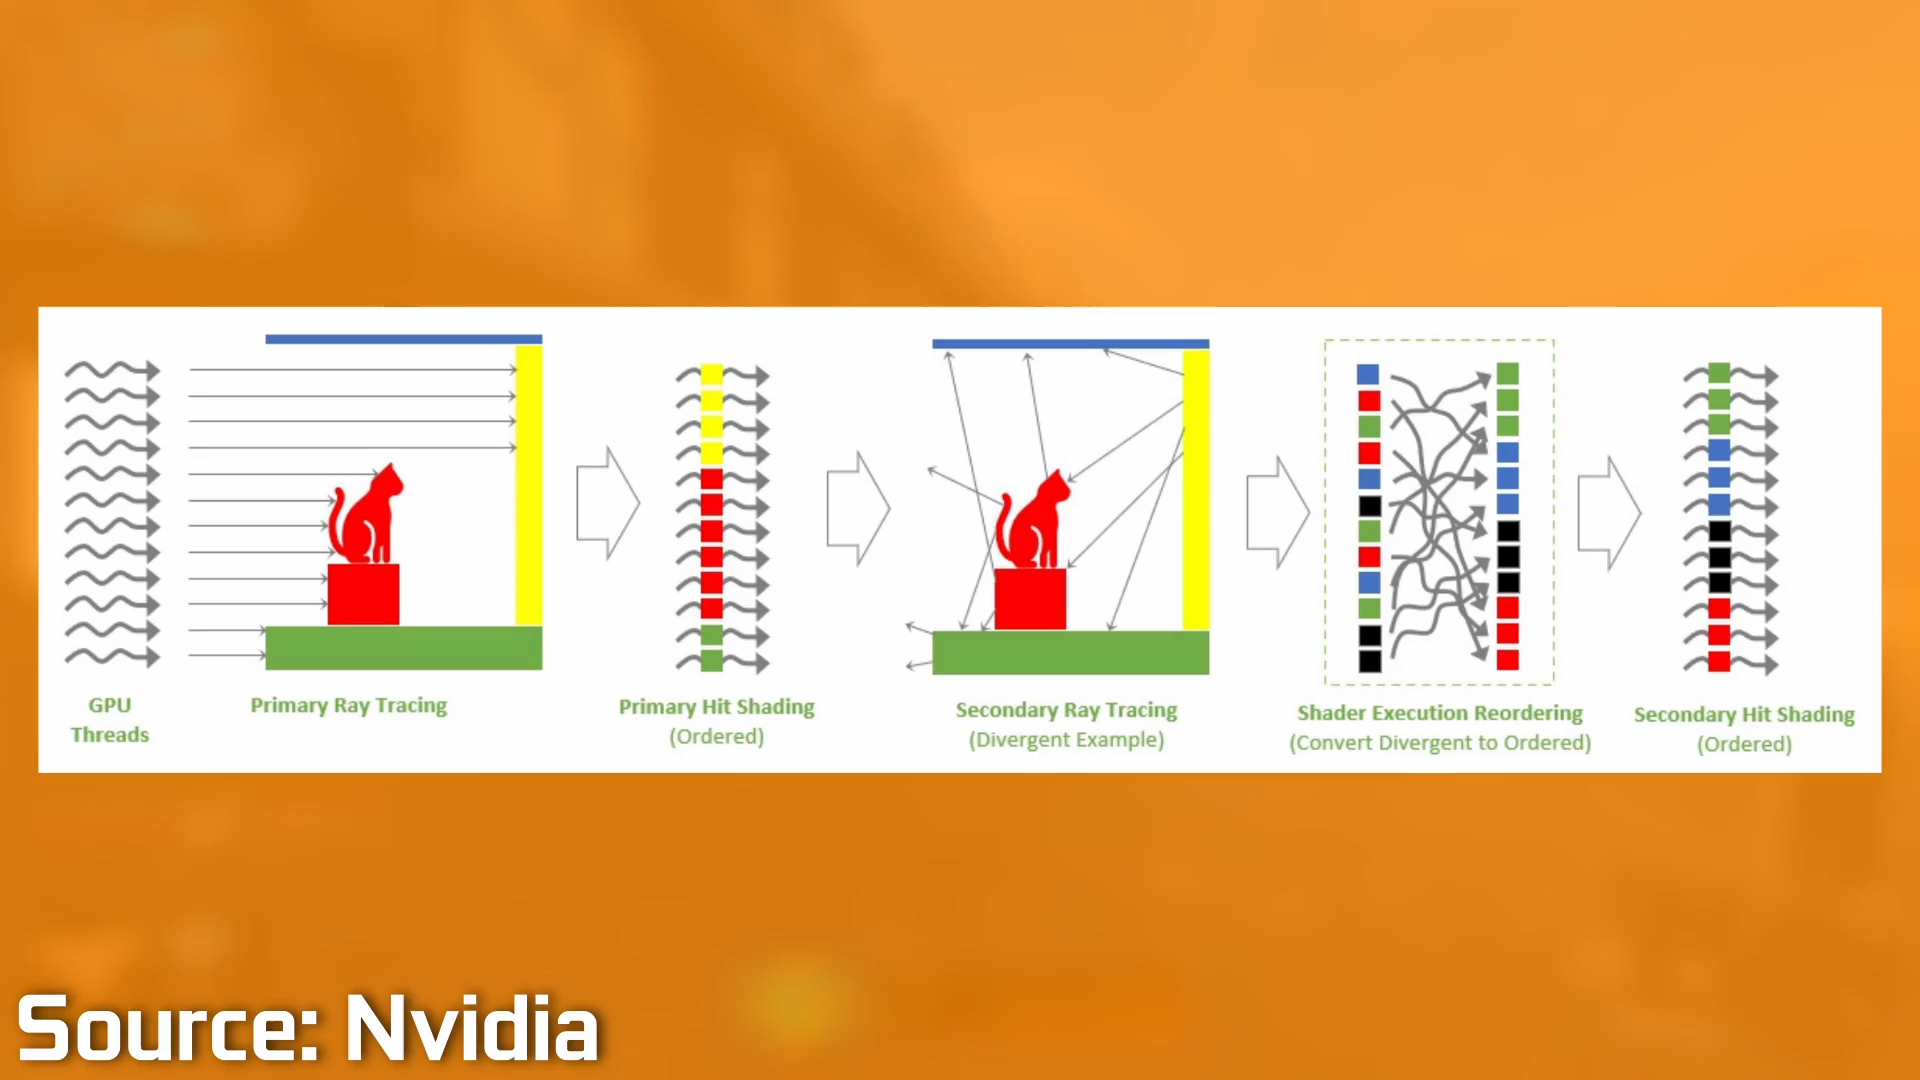 GPU
Threads
Primary Ray Tracing
Primary Hit Shading
(Ordered)
Secondary Ray Tracing
(Divergent Example)
Shader Execution Reordering
(Convert Divergent to Ordered)
Secondary Hit Shading
(Ordered)
Source: Nvidia